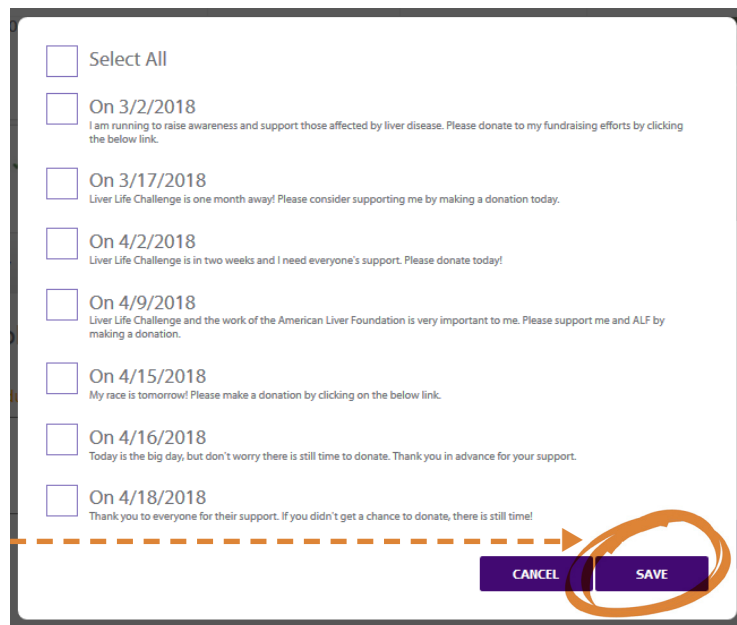 Select All
On 3/2/2018
I am running to raise awareness and support those affected by liver disease. Please donate to my fundraising efforts by clicking
the below link.
On 3/17/2018
Liver Life Challenge is one month away! Please consider supporting me by making a donation today.
On 4/2/2018
Liver Life Challenge is in two weeks and I need everyone's support. Please donate today!
On 4/9/2018
Liver Life Challenge and the work of the American Liver Foundation is very important to me. Please support me and ALF by
making a donation.
On 4/15/2018
My race is tomorrow! Please make a donation by clicking on the below link.
On 4/16/2018
Today is the big day, but don't worry there is still time to donate. Thank you in advance for your support.
On 4/18/2018
Thank you to everyone for their support. If you didn't get a chance to donate, there is still time!
CANCEL SAVE